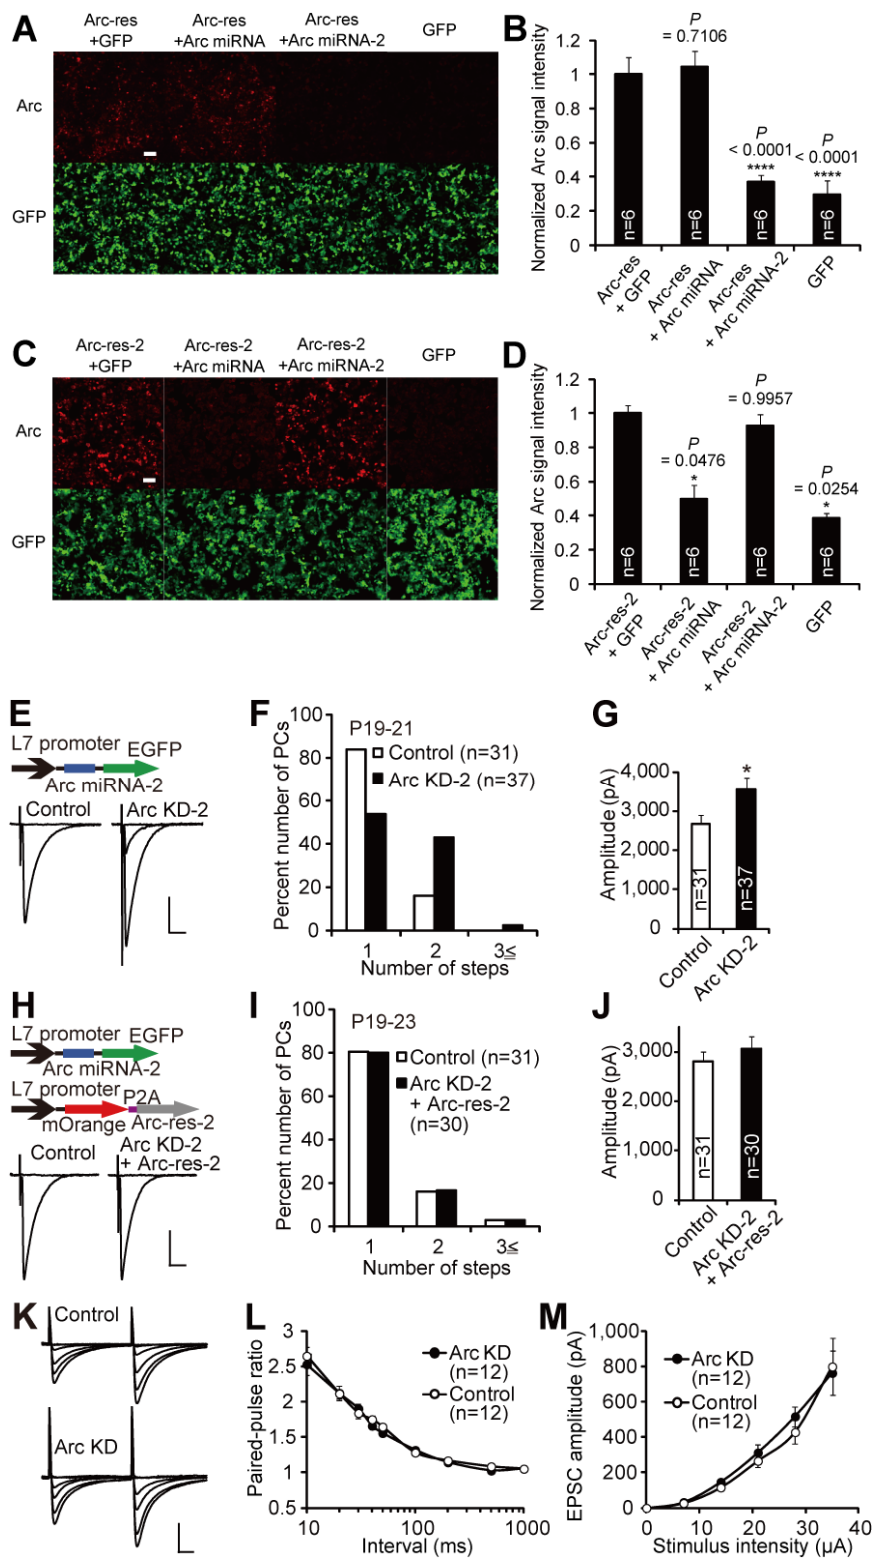 A
Arc-res
+GFP
Arc-res
+Arc miRNA
Arc-res
+Arc miRNA-2
GFP
Arc
GFP
B
Normalized Arc signal intensity
1.2
1
0.8
0.6
0.4
0.2
0
P
= 0.7106
P
< 0.0001
****
P
< 0.0001
****
n=6
n=6
n=6
n=6
Arc-res
+ GFP
Arc-res
+ Arc miRNA
Arc-res
+ Arc miRNA-2
GFP
C
Arc-res-2
+GFP
Arc-res-2
+Arc miRNA
Arc-res-2
+Arc miRNA-2
GFP
Arc
GFP
D
Normalized Arc signal intensity
1.2
1
0.8
0.6
0.4
0.2
0
P
= 0.0476
*
P
= 0.9957
P
= 0.0254
*
n=6
n=6
n=6
n=6
Arc-res-2
+ GFP
Arc-res-2
+ Arc miRNA
Arc-res-2
+ Arc miRNA-2
GFP
E
L7 promoter
EGFP
Arc miRNA-2
Control
Arc KD-2
F
Percent number of PCs
100
80
60
40
20
0
P19-21
Control (n=31)
Arc KD-2 (n=37)
1
2
3≦
Number of steps
G
Amplitude (pA)
4,000
3,000
2,000
1,000
0
*
n=31
n=37
Control
Arc KD-2
H
L7 promoter
EGFP
Arc miRNA-2
L7 promoter
P2A
mOrange
Arc-res-2
Control
Arc KD-2
+ Arc-res-2
I
Percent number of PCs
100
80
60
40
20
0
P19-23
Control (n=31)
Arc KD-2
+ Arc-res-2
(n=30)
1
2
3≦
Number of steps
J
Amplitude (pA)
3,000
2,000
1,000
0
n=31
n=30
Control
Arc KD-2
+ Arc-res-2
K
Control
Arc KD
L
Paired-pulse ratio
3
2.5
2
1.5
1
0.5
Arc KD
(n=12)
Control
(n=12)
10
100
1000
Interval (ms)
M
EPSC amplitude (pA)
1,000
800
600
400
200
0
Arc KD
(n=12)
Control
(n=12)
0
10
20
30
40
Stimulus intensity (µA)